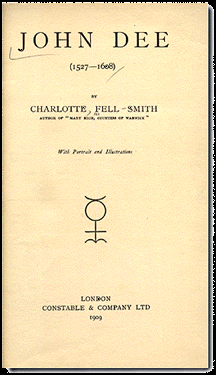 JOHN DEE
(1527—1608)
BY
CHARLOTTE FELL-SMITH
AUTHOR OF "MARY RICH, COUNTESS OF WARWICK"
With Portrait and Illustrations
LONDON
CONSTABLE & COMPANY LTD
1909